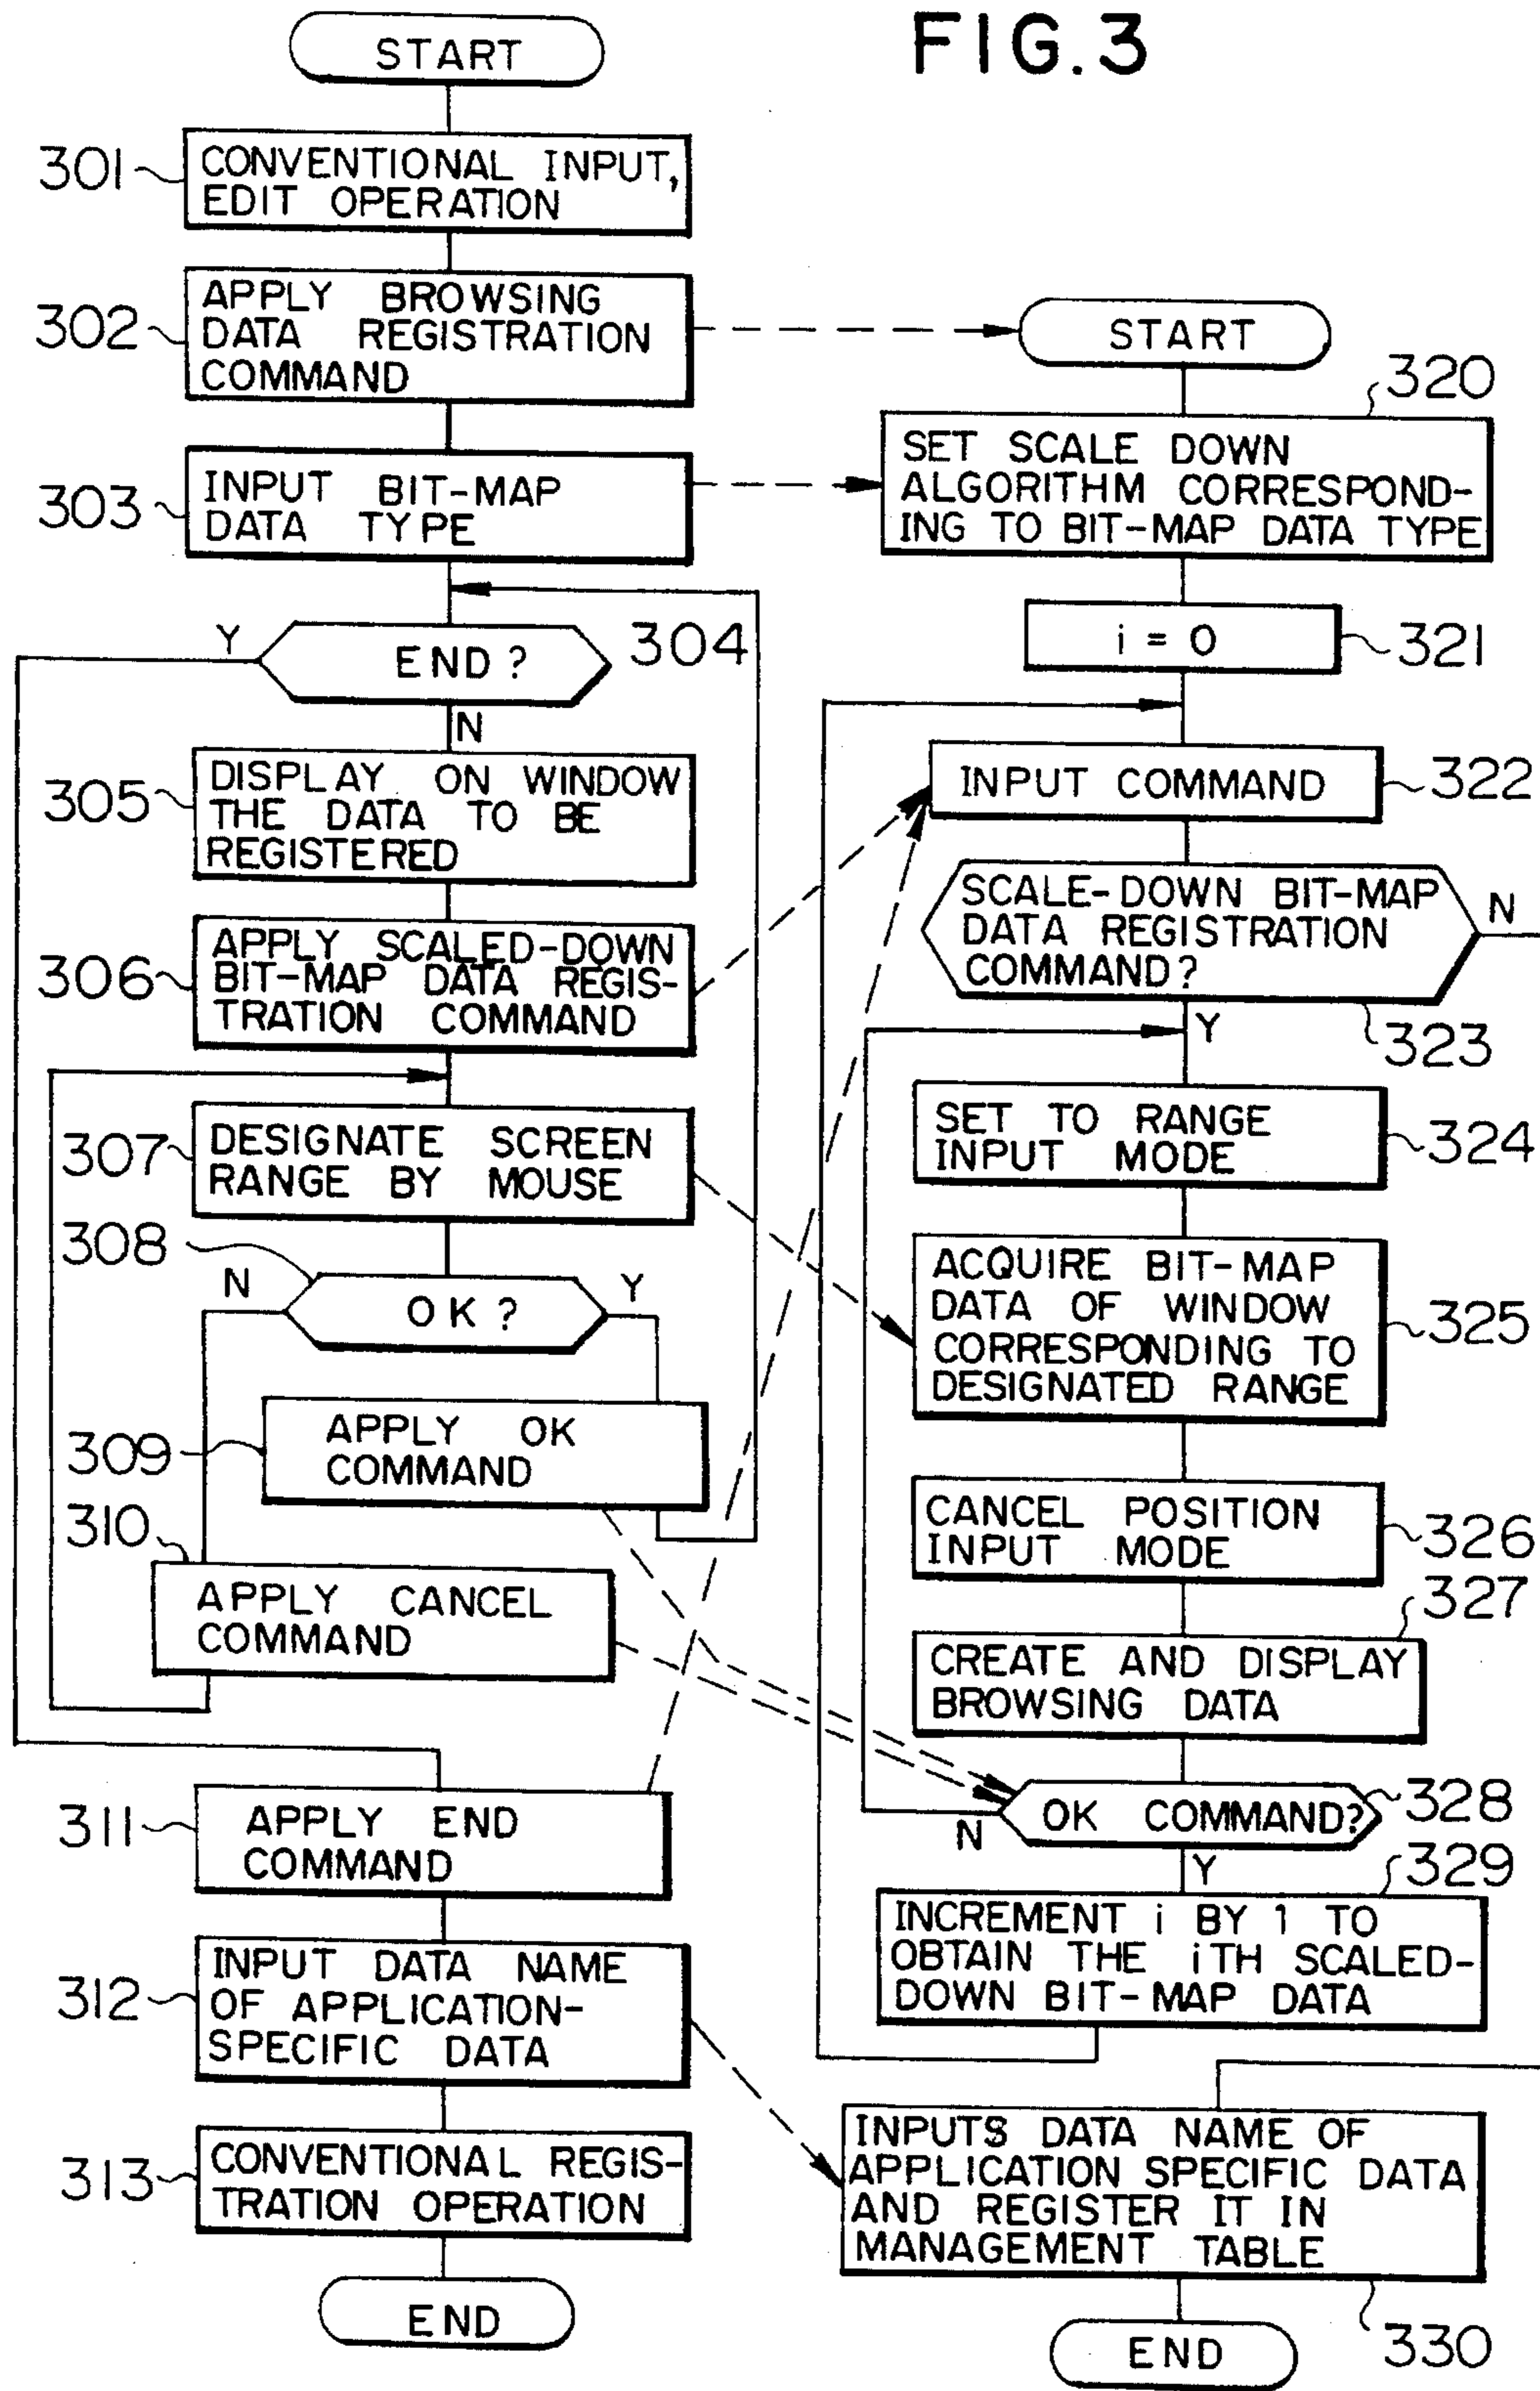 FIG.3
START
301
CONVENTIONAL INPUT,
EDIT OPERATION
302
APPLY BROWSING
DATA REGISTRATION
COMMAND
303
INPUT BIT-MAP
DATA TYPE
Y
END?
304
N
305
DISPLAY ON WINDOW
THE DATA TO BE
REGISTERED
306
APPLY SCALED-DOWN
BIT-MAP DATA REGIS-
TRATION COMMAND
307
DESIGNATE SCREEN
RANGE BY MOUSE
308
N
OK?
Y
309
APPLY OK
COMMAND
310
APPLY CANCEL
COMMAND
311
APPLY END
COMMAND
312
INPUT DATA NAME
OF APPLICATION-
SPECIFIC DATA
313
CONVENTIONAL REGIS-
TRATION OPERATION
END
START
320
SET SCALE DOWN
ALGORITHM CORRESPOND-
ING TO BIT-MAP DATA TYPE
i = 0
321
INPUT COMMAND
322
SCALE-DOWN BIT-MAP
DATA REGISTRATION
COMMAND?
N
Y
323
SET TO RANGE
INPUT MODE
324
ACQUIRE BIT-MAP
DATA OF WINDOW
CORRESPONDING TO
DESIGNATED RANGE
325
CANCEL POSITION
INPUT MODE
326
327
CREATE AND DISPLAY
BROWSING DATA
OK COMMAND?
328
N
Y
329
INCREMENT i BY 1 TO
OBTAIN THE iTH SCALED-
DOWN BIT-MAP DATA
INPUTS DATA NAME OF
APPLICATION SPECIFIC DATA
AND REGISTER IT IN
MANAGEMENT TABLE
330
END